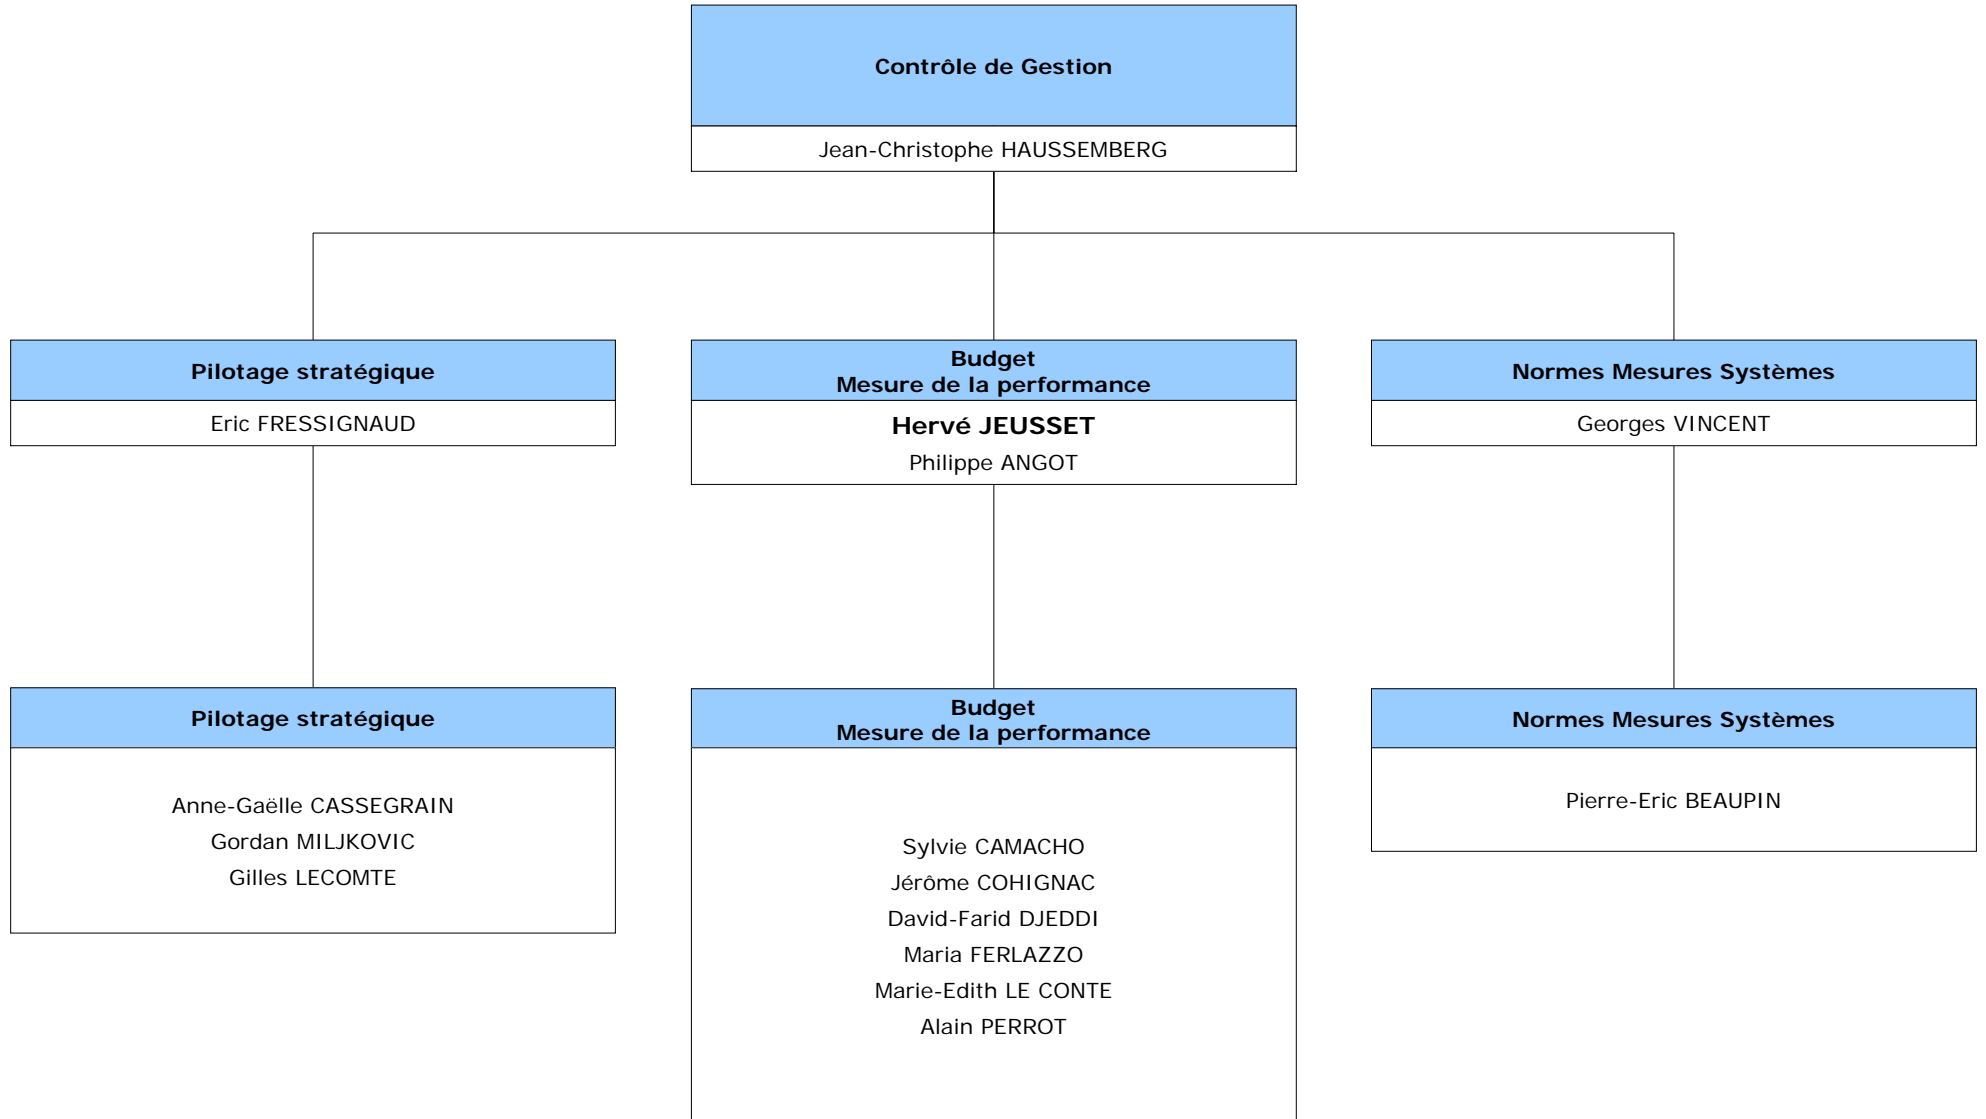 Contrôle de Gestion
Jean-Christophe HAUSSEMBERG
Pilotage stratégique
Eric FRESSIGNAUD
Budget
Mesure de la performance
Hervé JEUSSET
Philippe ANGOT
Normes Mesures Systèmes
Georges VINCENT
Pilotage stratégique
Anne-Gaëlle CASSEGRAIN
Gordan MILJKOVIC
Gilles LECOMTE
Budget
Mesure de la performance
Sylvie CAMACHO
Jérôme COHIGNAC
David-Farid DJEDDI
Maria FERLAZZO
Marie-Edith LE CONTE
Alain PERROT
Normes Mesures Systèmes
Pierre-Eric BEAUPIN